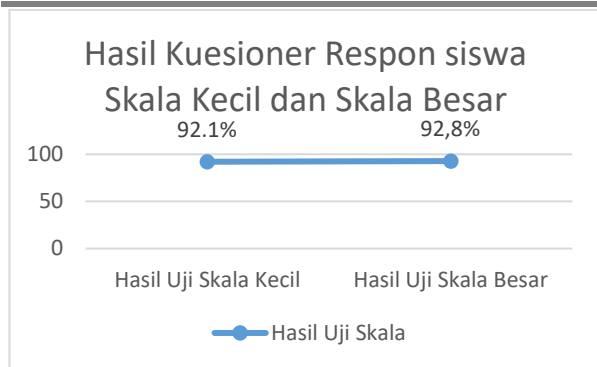 Hasil Kuesioner Respon siswa
Skala Kecil dan Skala Besar
92.1% 92,8%
100
50
0
Hasil Uji Skala Kecil Hasil Uji Skala Besar
Hasil Uji Skala